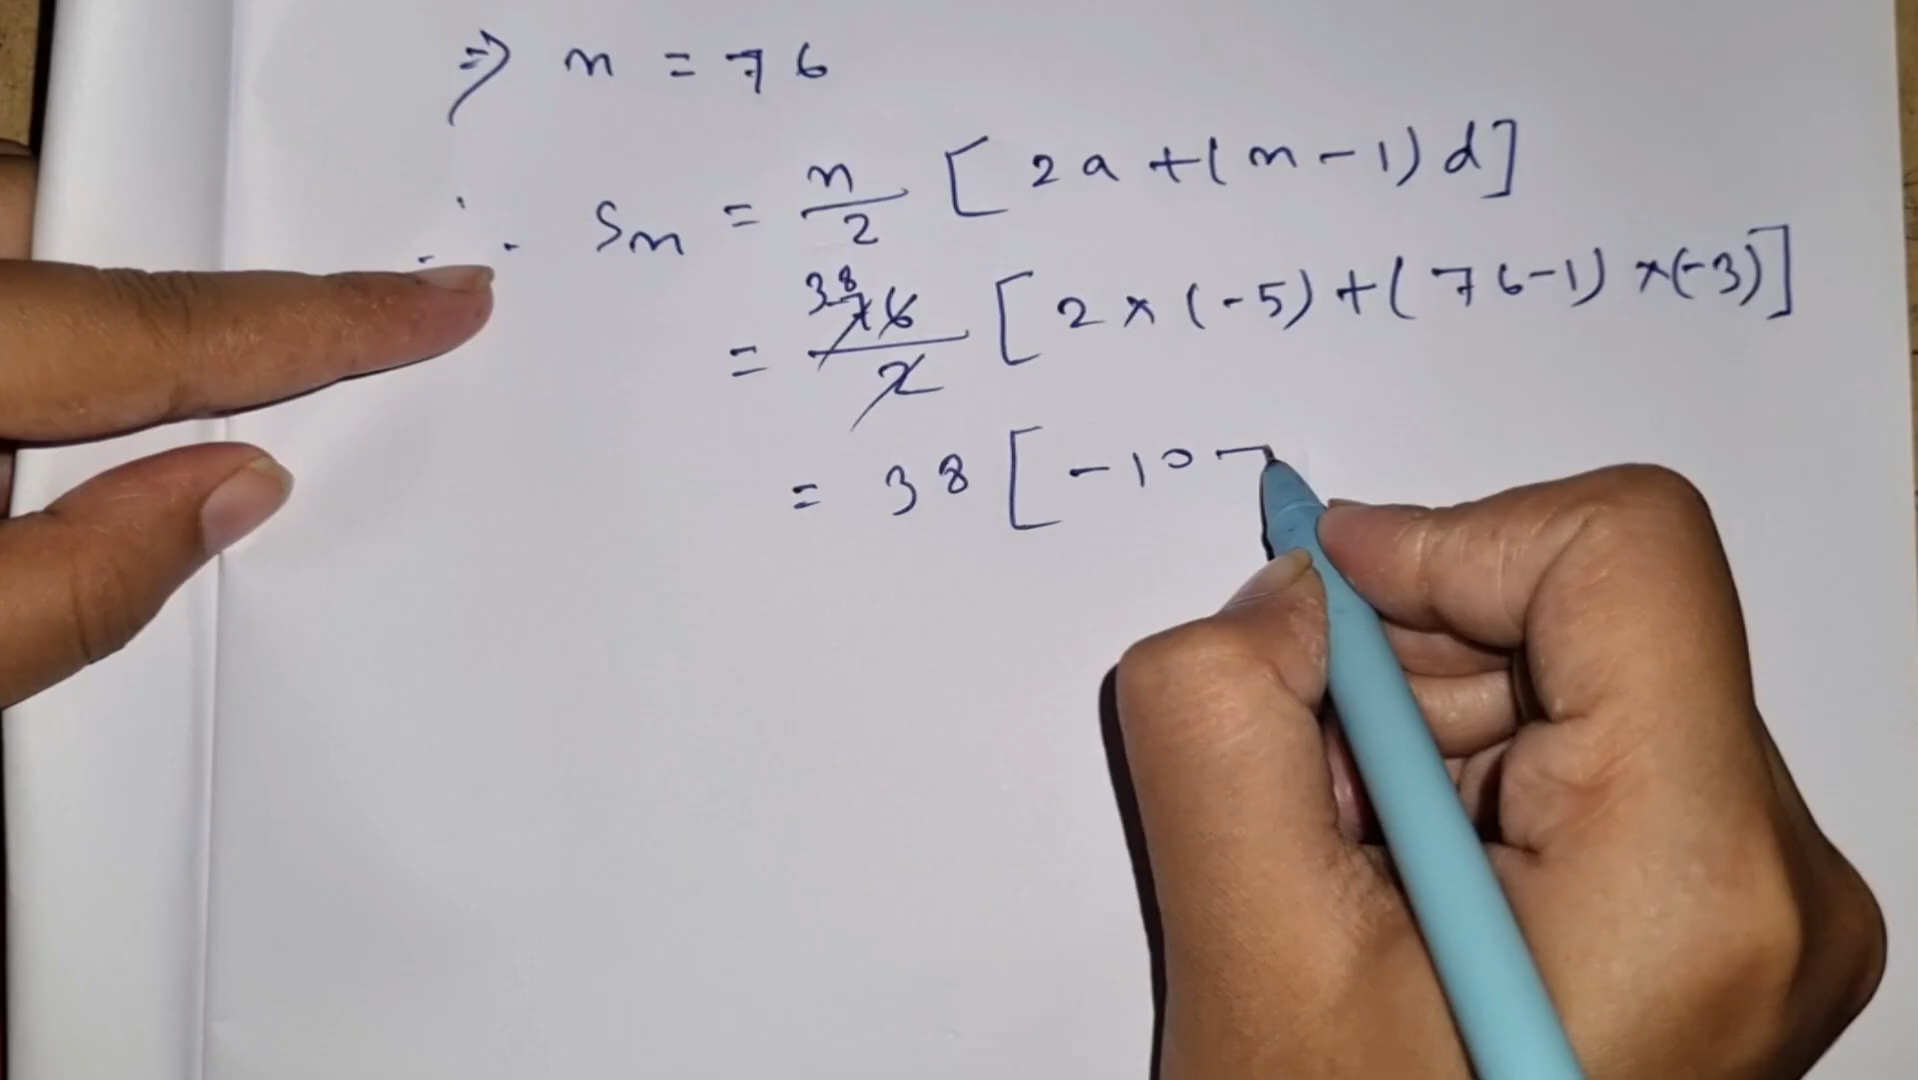 ⇒ n = 76
∴ Sn = n/2 [2a + (n - 1) d]
= 38 76/2 [2 × (-5) + (76-1) × (-3)]
= 38 [-10 -